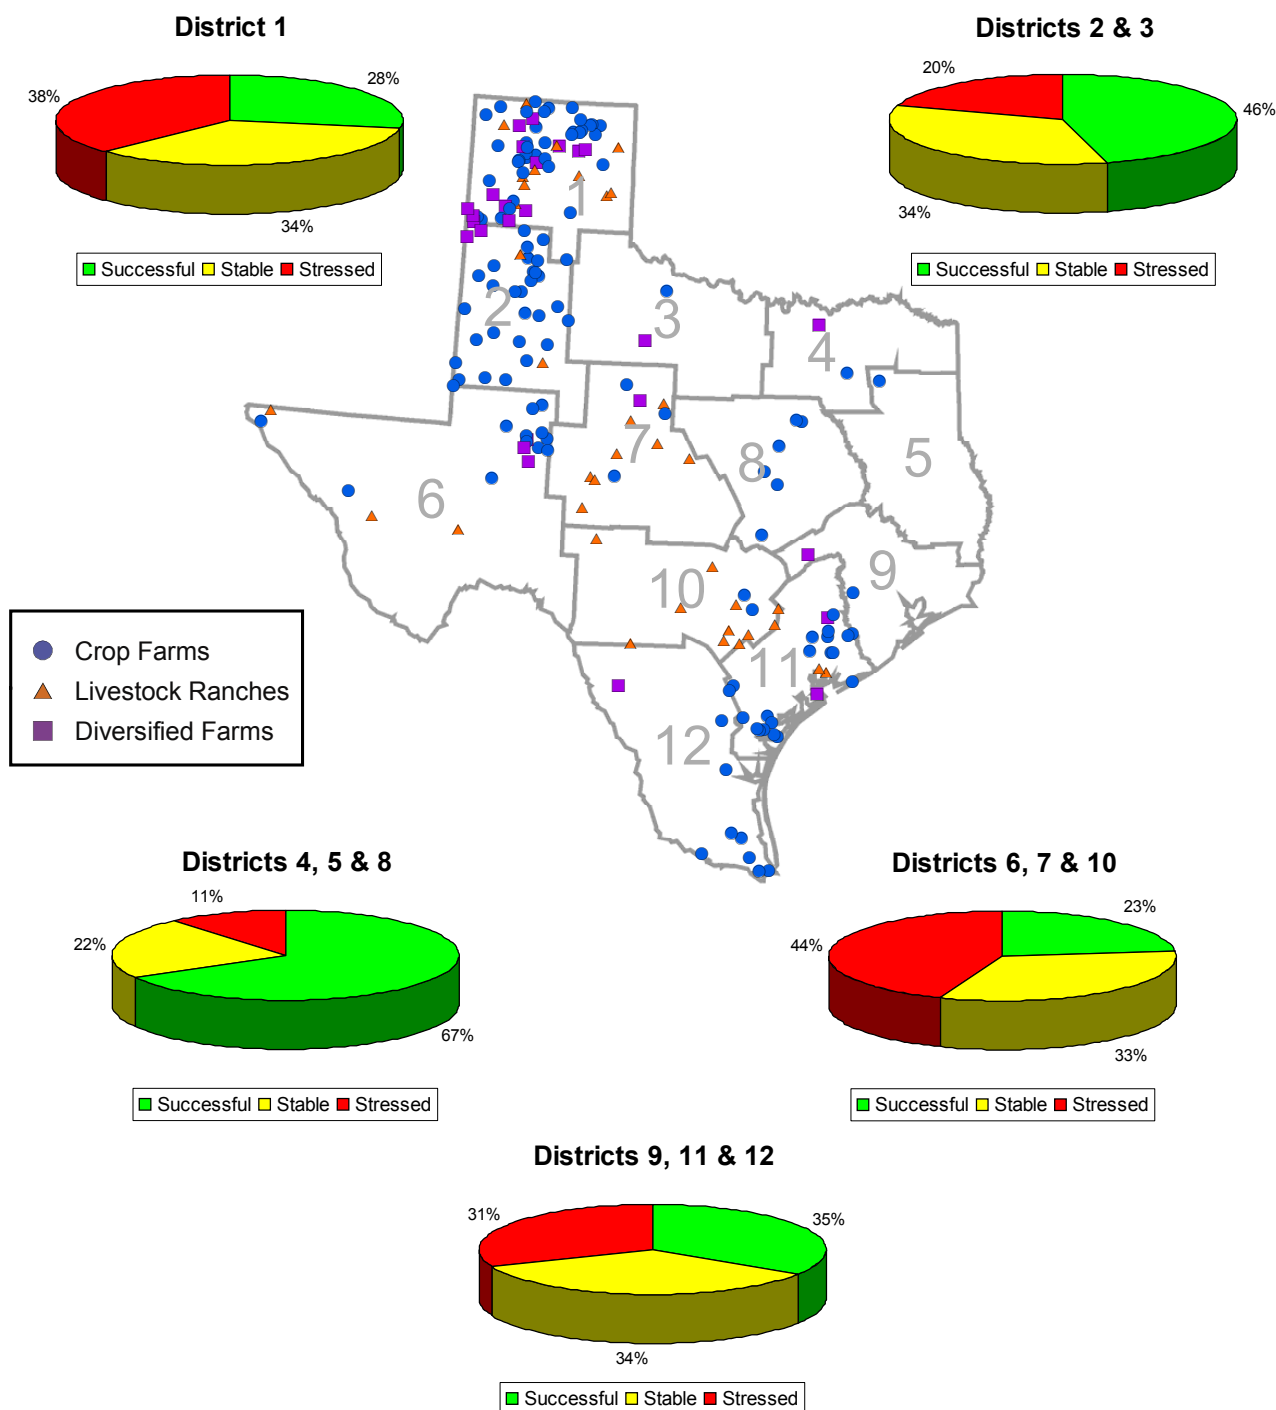 District 1
Districts 2 & 3
38%
28%
34%
Successful Stable Stressed
20%
46%
34%
Successful Stable Stressed
1
2
3
4
5
6
7
8
9
10
11
12
Crop Farms
Livestock Ranches
Diversified Farms
Districts 4, 5 & 8
11%
22%
67%
Successful Stable Stressed
Districts 6, 7 & 10
23%
44%
33%
Successful Stable Stressed
Districts 9, 11 & 12
31%
35%
34%
Successful Stable Stressed